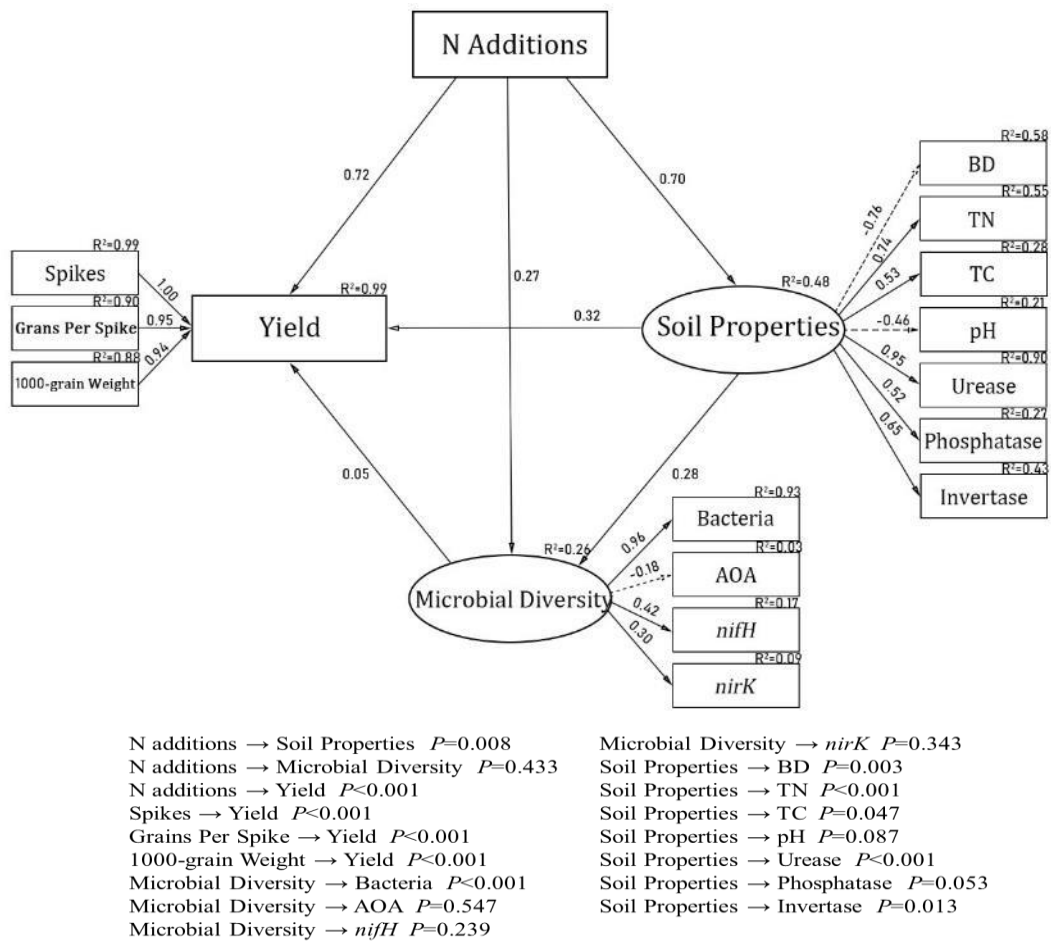 N Additions
0.72
0.70
0.27
0.32
0.05
0.28
R²=0.99
Spikes
1.00
R²=0.90
Grans Per Spike
0.95
R²=0.88
1000-grain Weight
0.94
R²=0.99
Yield
R²=0.48
Soil Properties
R²=0.58
BD
-0.76
R²=0.55
TN
0.74
R²=0.28
TC
0.53
R²=0.21
pH
-0.46
R²=0.90
Urease
0.95
R²=0.27
Phosphatase
0.52
R²=0.43
Invertase
0.65
R²=0.26
Microbial Diversity
R²=0.93
Bacteria
0.96
R²=0.03
AOA
-0.18
R²=0.17
nifH
0.42
R²=0.09
nirK
0.30
N additions → Soil Properties P=0.008
N additions → Microbial Diversity P=0.433
N additions → Yield P<0.001
Spikes → Yield P<0.001
Grains Per Spike → Yield P<0.001
1000-grain Weight → Yield P<0.001
Microbial Diversity → Bacteria P<0.001
Microbial Diversity → AOA P=0.547
Microbial Diversity → nifH P=0.239
Microbial Diversity → nirK P=0.343
Soil Properties → BD P=0.003
Soil Properties → TN P<0.001
Soil Properties → TC P=0.047
Soil Properties → pH P=0.087
Soil Properties → Urease P<0.001
Soil Properties → Phosphatase P=0.053
Soil Properties → Invertase P=0.013